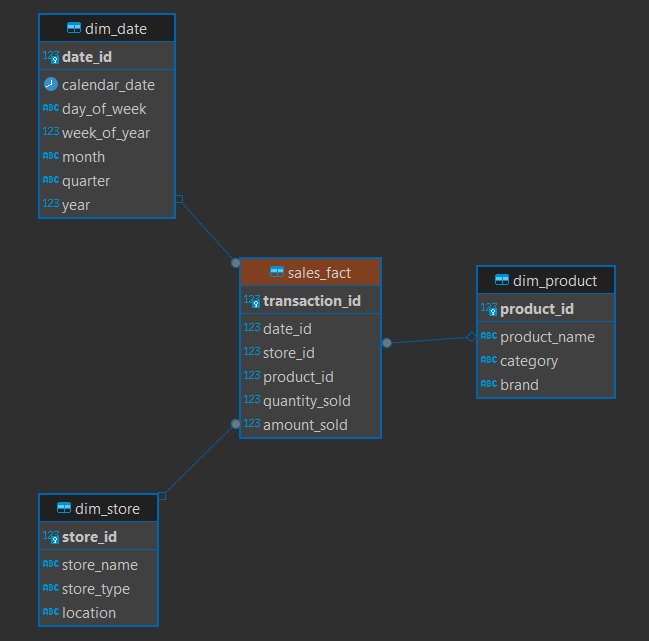 dim_date
123 date_id
calendar_date
ABC day_of_week
123 week_of_year
ABC month
ABC quarter
123 year
sales_fact
123 transaction_id
123 date_id
123 store_id
123 product_id
123 quantity_sold
123 amount_sold
dim_product
123 product_id
ABC product_name
ABC category
ABC brand
dim_store
123 store_id
ABC store_name
ABC store_type
ABC location